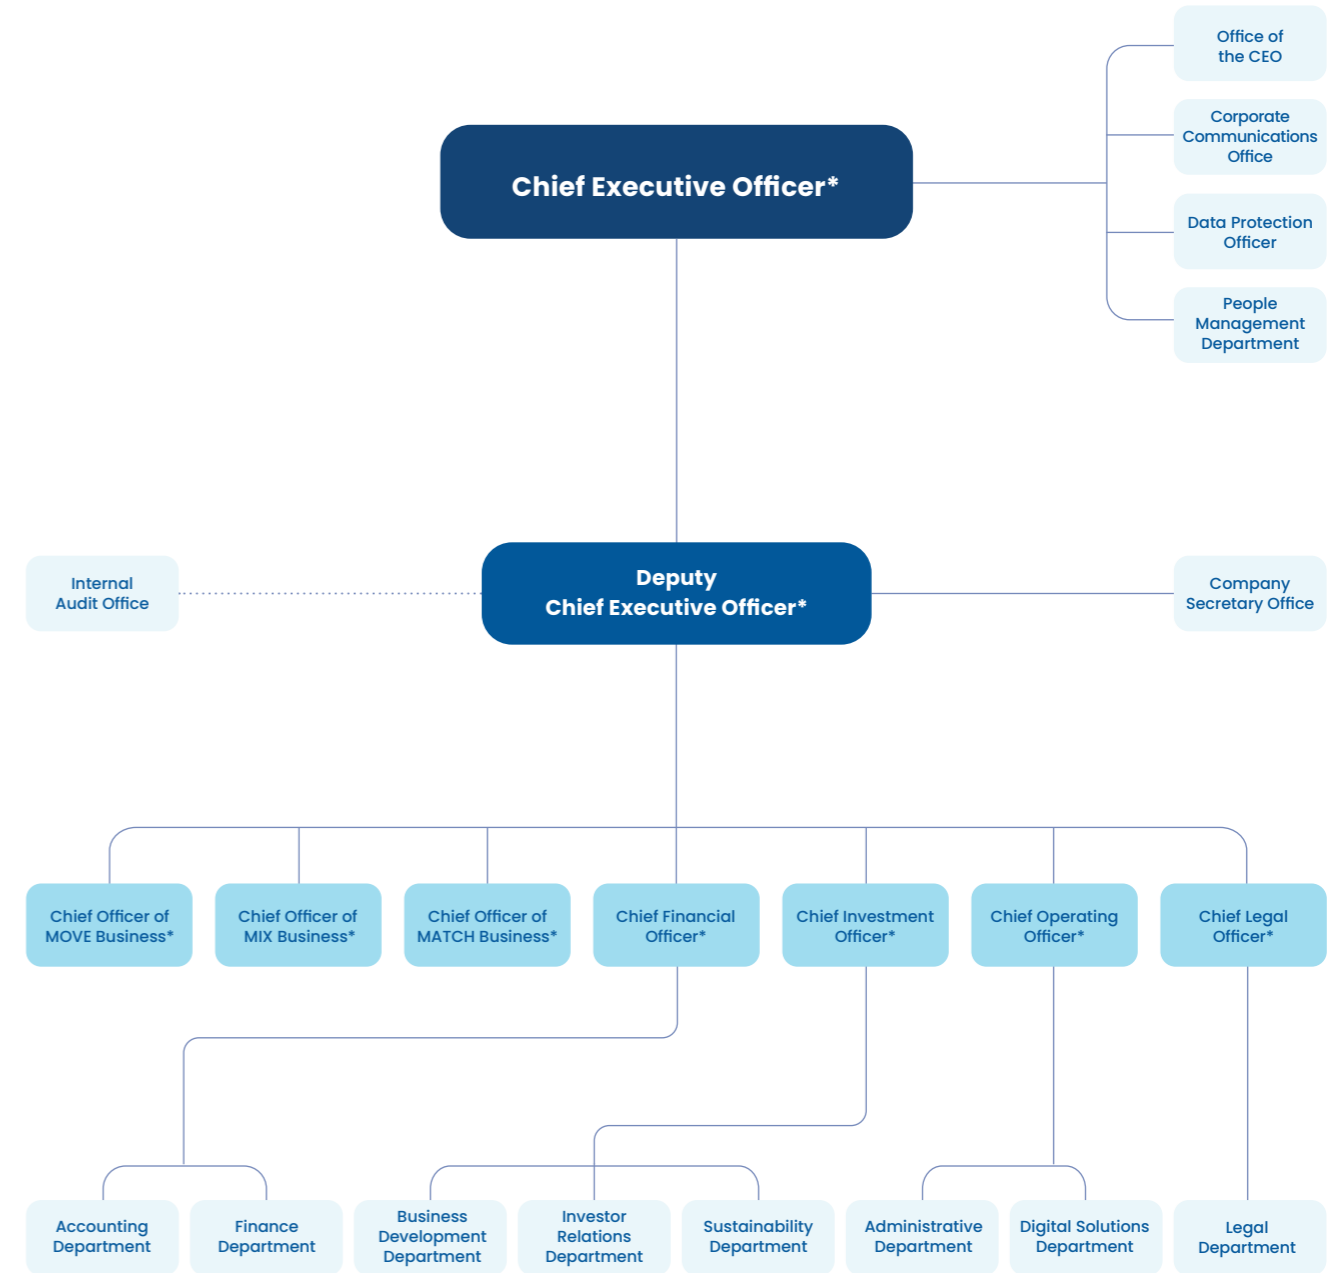 Office of
the CEO
Corporate
Communications
Office
Chief Executive Officer*
Data Protection
Officer
People
Management
Department
Internal
Audit Office
Deputy
Chief Executive Officer*
Company
Secretary Office
Chief Officer of
MOVE Business*
Chief Officer of
MIX Business*
Chief Officer of
MATCH Business*
Chief Financial
Officer*
Chief Investment
Officer*
Chief Operating
Officer*
Chief Legal
Officer*
Accounting
Department
Finance
Department
Business
Development
Department
Investor
Relations
Department
Sustainability
Department
Administrative
Department
Digital Solutions
Department
Legal
Department